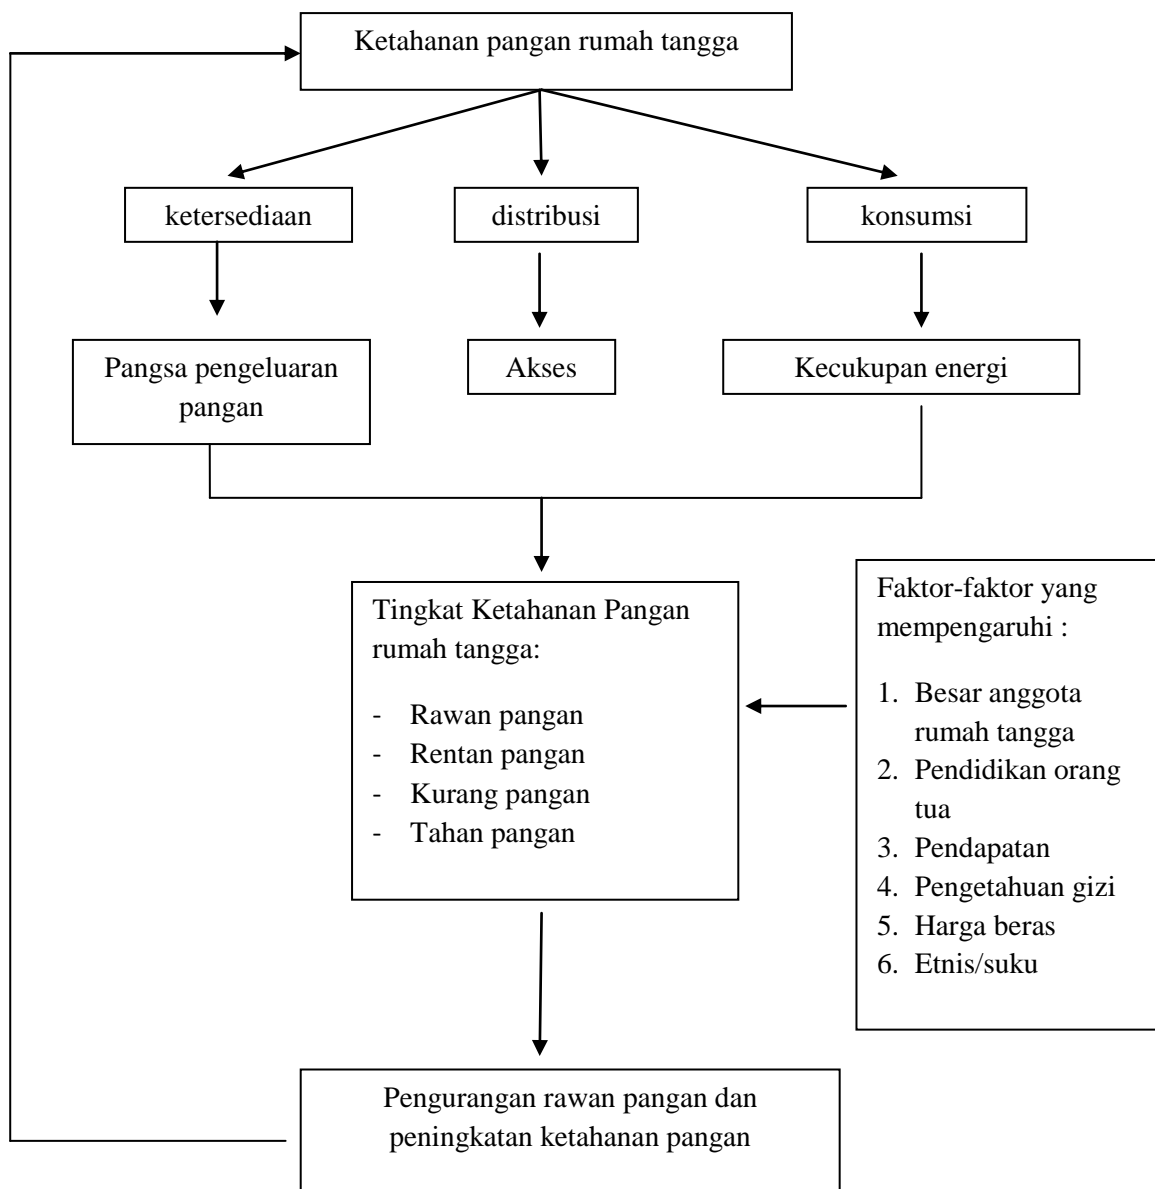 Ketahanan pangan rumah tangga
ketersediaan
distribusi
konsumsi
Pangsa pengeluaran
pangan
Akses
Kecukupan energi
Tingkat Ketahanan Pangan
rumah tangga:
- Rawan pangan
- Rentan pangan
- Kurang pangan
- Tahan pangan
Faktor-faktor yang
mempengaruhi :
1. Besar anggota
rumah tangga
2. Pendidikan orang
tua
3. Pendapatan
4. Pengetahuan gizi
5. Harga beras
6. Etnis/suku
Pengurangan rawan pangan dan
peningkatan ketahanan pangan